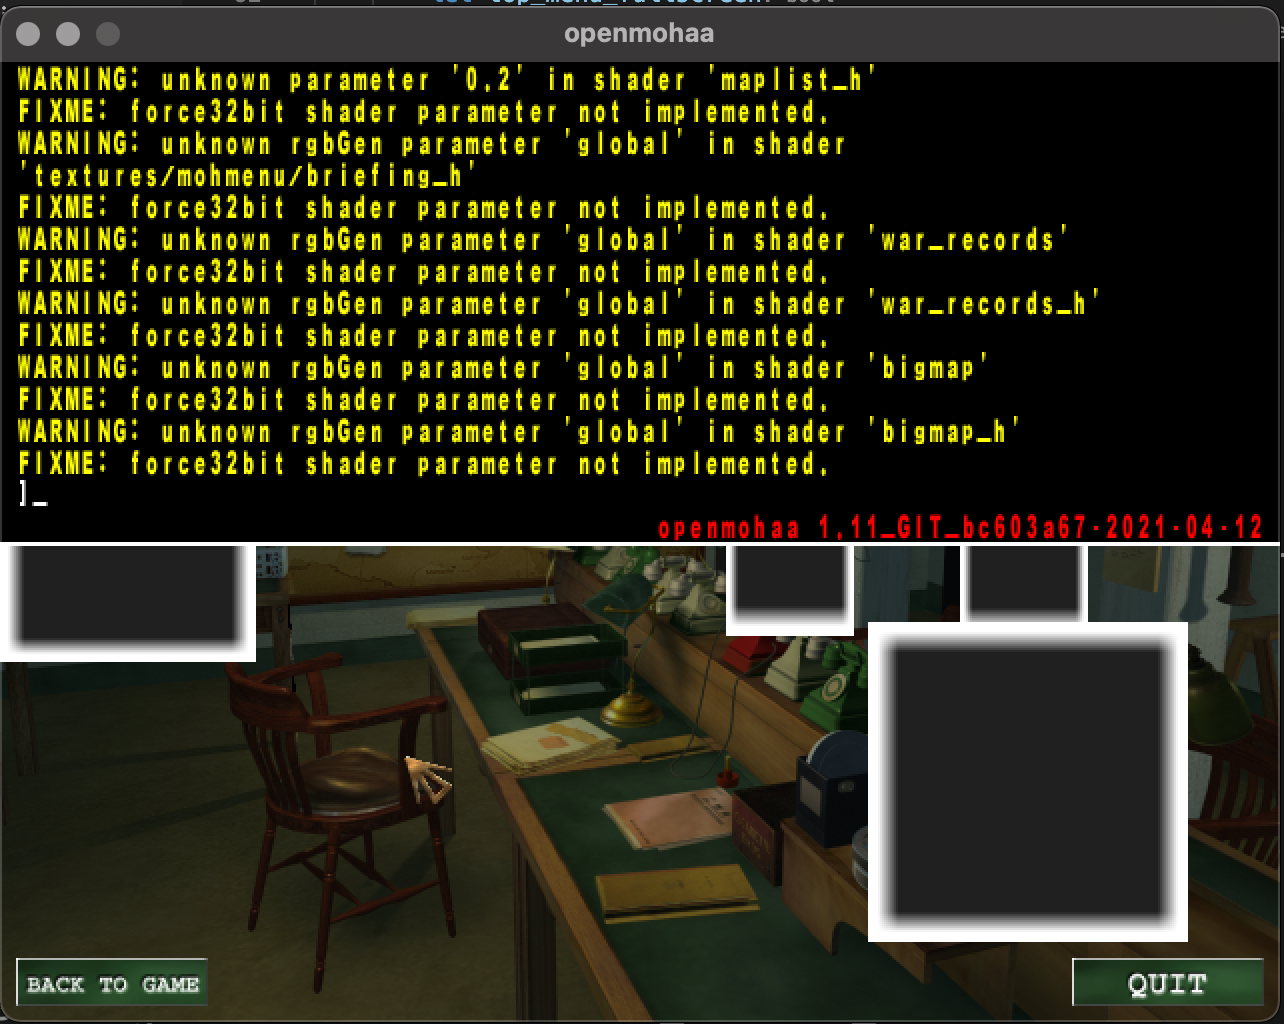 openmohaa
WARNING: unknown parameter '0.2' in shader 'maplist_h'
FIXME: force32bit shader parameter not implemented.
WARNING: unknown rgbGen parameter 'global' in shader
'textures/mohmenu/briefing_h'
FIXME: force32bit shader parameter not implemented.
WARNING: unknown rgbGen parameter 'global' in shader 'war_records'
FIXME: force32bit shader parameter not implemented.
WARNING: unknown rgbGen parameter 'global' in shader 'war_records_h'
FIXME: force32bit shader parameter not implemented.
WARNING: unknown rgbGen parameter 'global' in shader 'bigmap'
FIXME: force32bit shader parameter not implemented.
WARNING: unknown rgbGen parameter 'global' in shader 'bigmap_h'
FIXME: force32bit shader parameter not implemented.
]_
openmohaa 1.11_GIT_bc603a67-2021-04-12
BACK TO GAME
QUIT